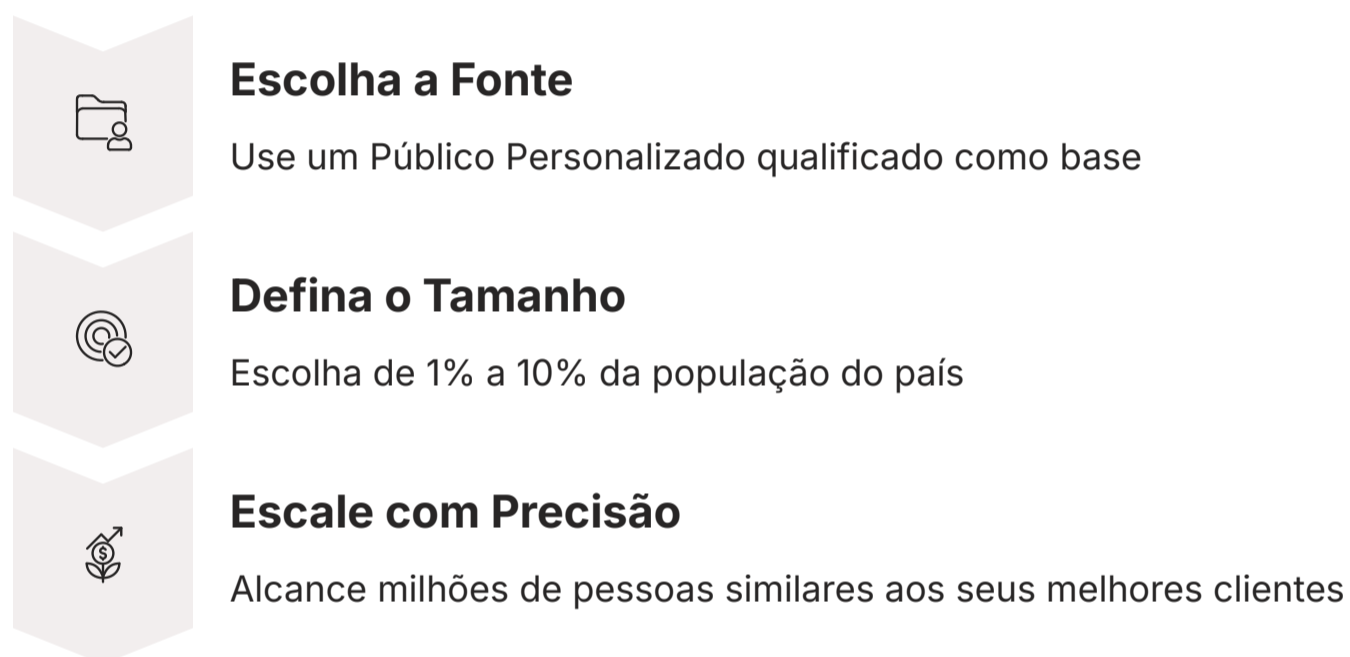 Escolha a Fonte
Use um Público Personalizado qualificado como base
Defina o Tamanho
Escolha de 1% a 10% da população do país
$
Escale com Precisão
Alcance milhões de pessoas similares aos seus melhores clientes